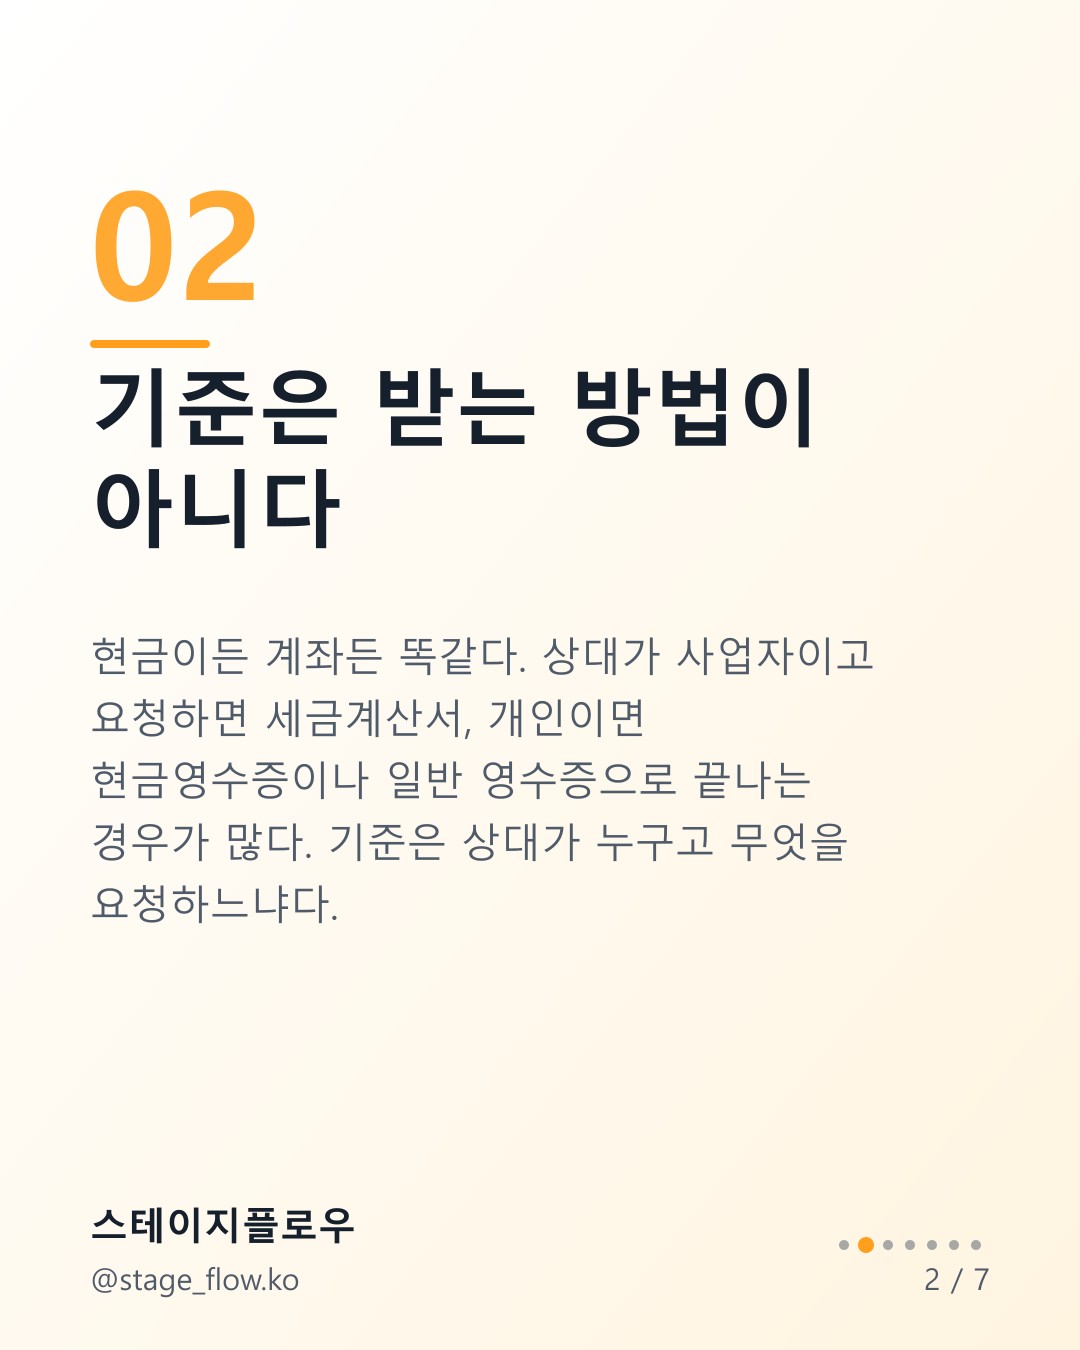 02
기준은 받는 방법이
아니다
현금이든 계좌든 똑같다. 상대가 사업자이고
요청하면 세금계산서, 개인이면
현금영수증이나 일반 영수증으로 끝나는
경우가 많다. 기준은 상대가 누구고 무엇을
요청하느냐다.
스테이지플로우
@stage_flow.ko
2 / 7